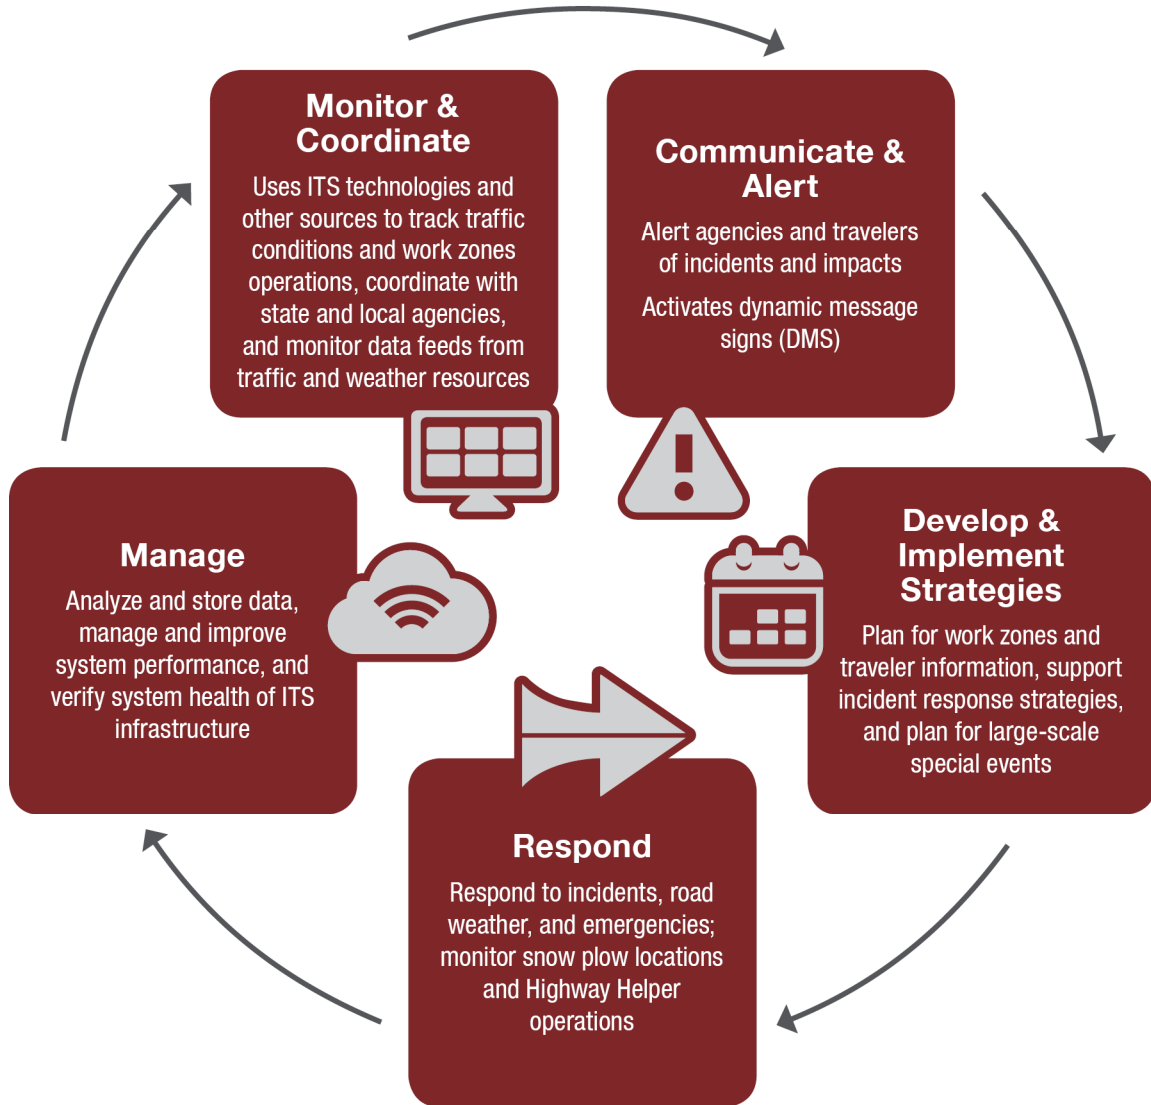 Monitor &
Coordinate
Uses ITS technologies and
other sources to track traffic
conditions and work zones
operations, coordinate with
state and local agencies,
and monitor data feeds from
traffic and weather resources
Communicate &
Alert
Alert agencies and travelers
of incidents and impacts
Activates dynamic message
signs (DMS)
Develop &
Implement
Strategies
Plan for work zones and
traveler information, support
incident response strategies,
and plan for large-scale
special events
Respond
Respond to incidents, road
weather, and emergencies;
monitor snow plow locations
and Highway Helper
operations
Manage
Analyze and store data,
manage and improve
system performance, and
verify system health of ITS
infrastructure